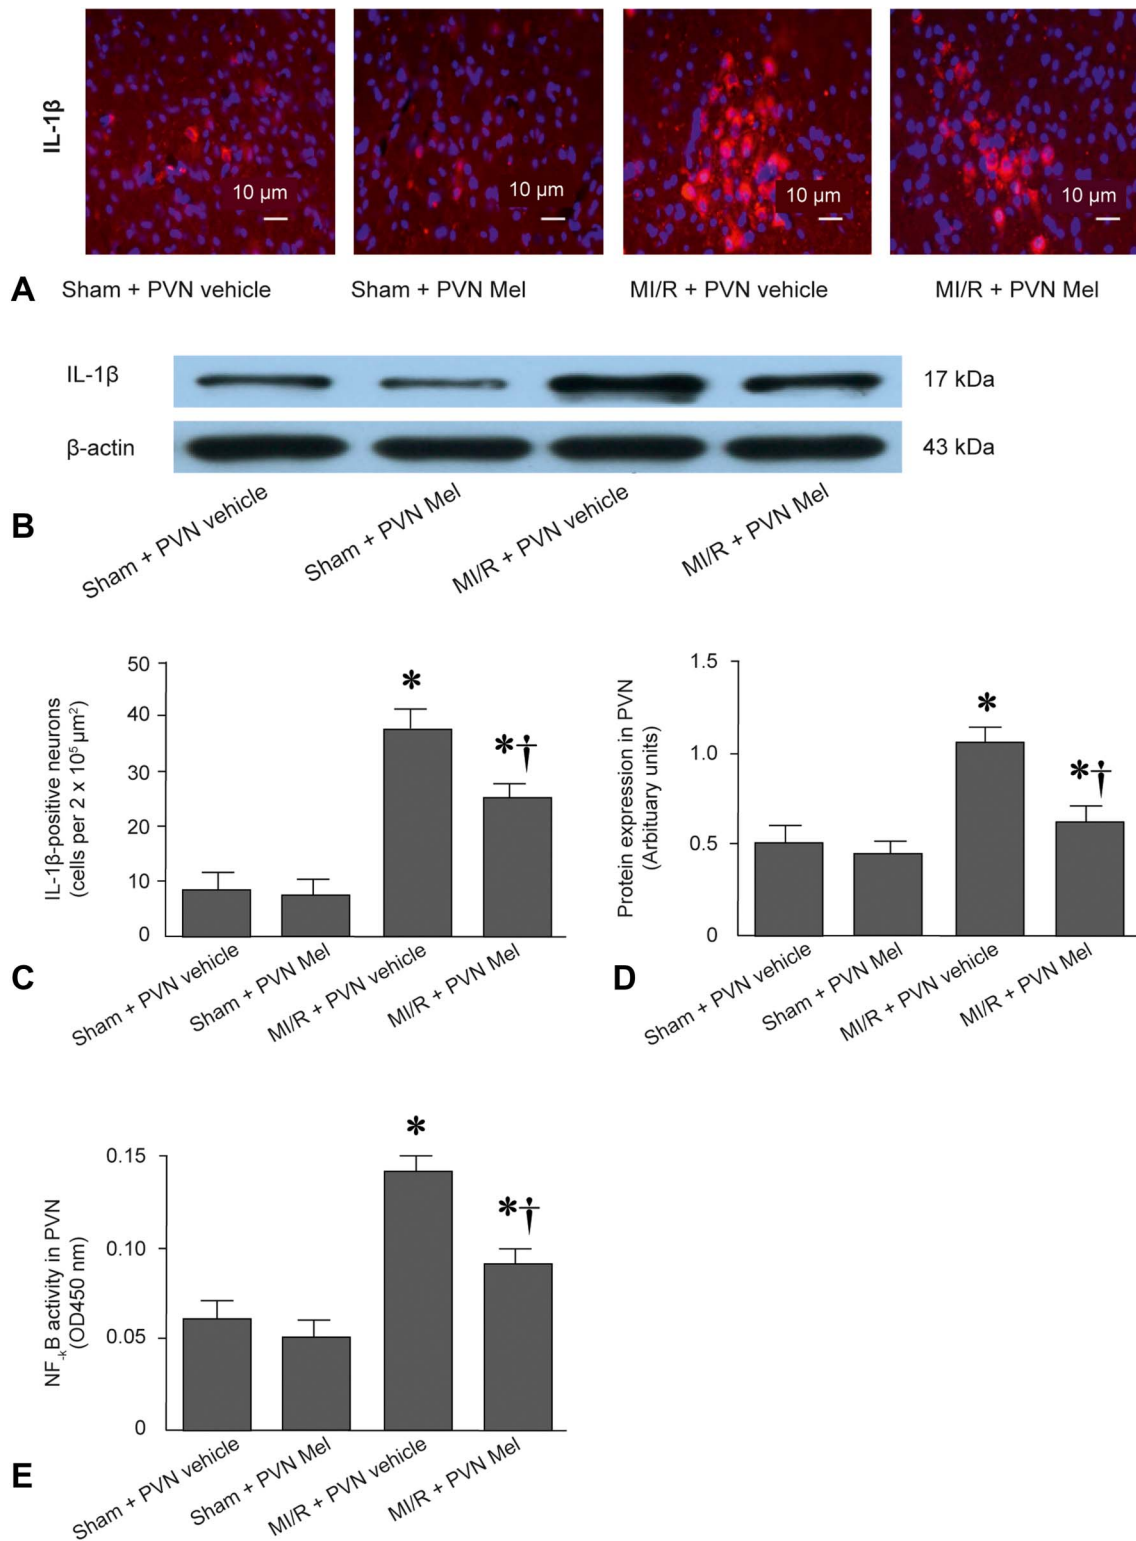 IL-1β
10 µm
10 µm
10 µm
10 µm
A
Sham + PVN vehicle
Sham + PVN Mel
MI/R + PVN vehicle
MI/R + PVN Mel
IL-1β
17 kDa
β-actin
43 kDa
B
Sham + PVN vehicle
Sham + PVN Mel
MI/R + PVN vehicle
MI/R + PVN Mel
IL-1β-positive neurons
(cells per 2 x 10⁵ µm²)
50
40
30
20
10
0
*
*†
C
Sham + PVN vehicle
Sham + PVN Mel
MI/R + PVN vehicle
MI/R + PVN Mel
Protein expression in PVN
(Arbituary units)
1.5
1.0
0.5
0
*
*†
D
Sham + PVN vehicle
Sham + PVN Mel
MI/R + PVN vehicle
MI/R + PVN Mel
NF-kB activity in PVN
(OD450 nm)
0.15
0.10
0.05
0
*
*†
E
Sham + PVN vehicle
Sham + PVN Mel
MI/R + PVN vehicle
MI/R + PVN Mel